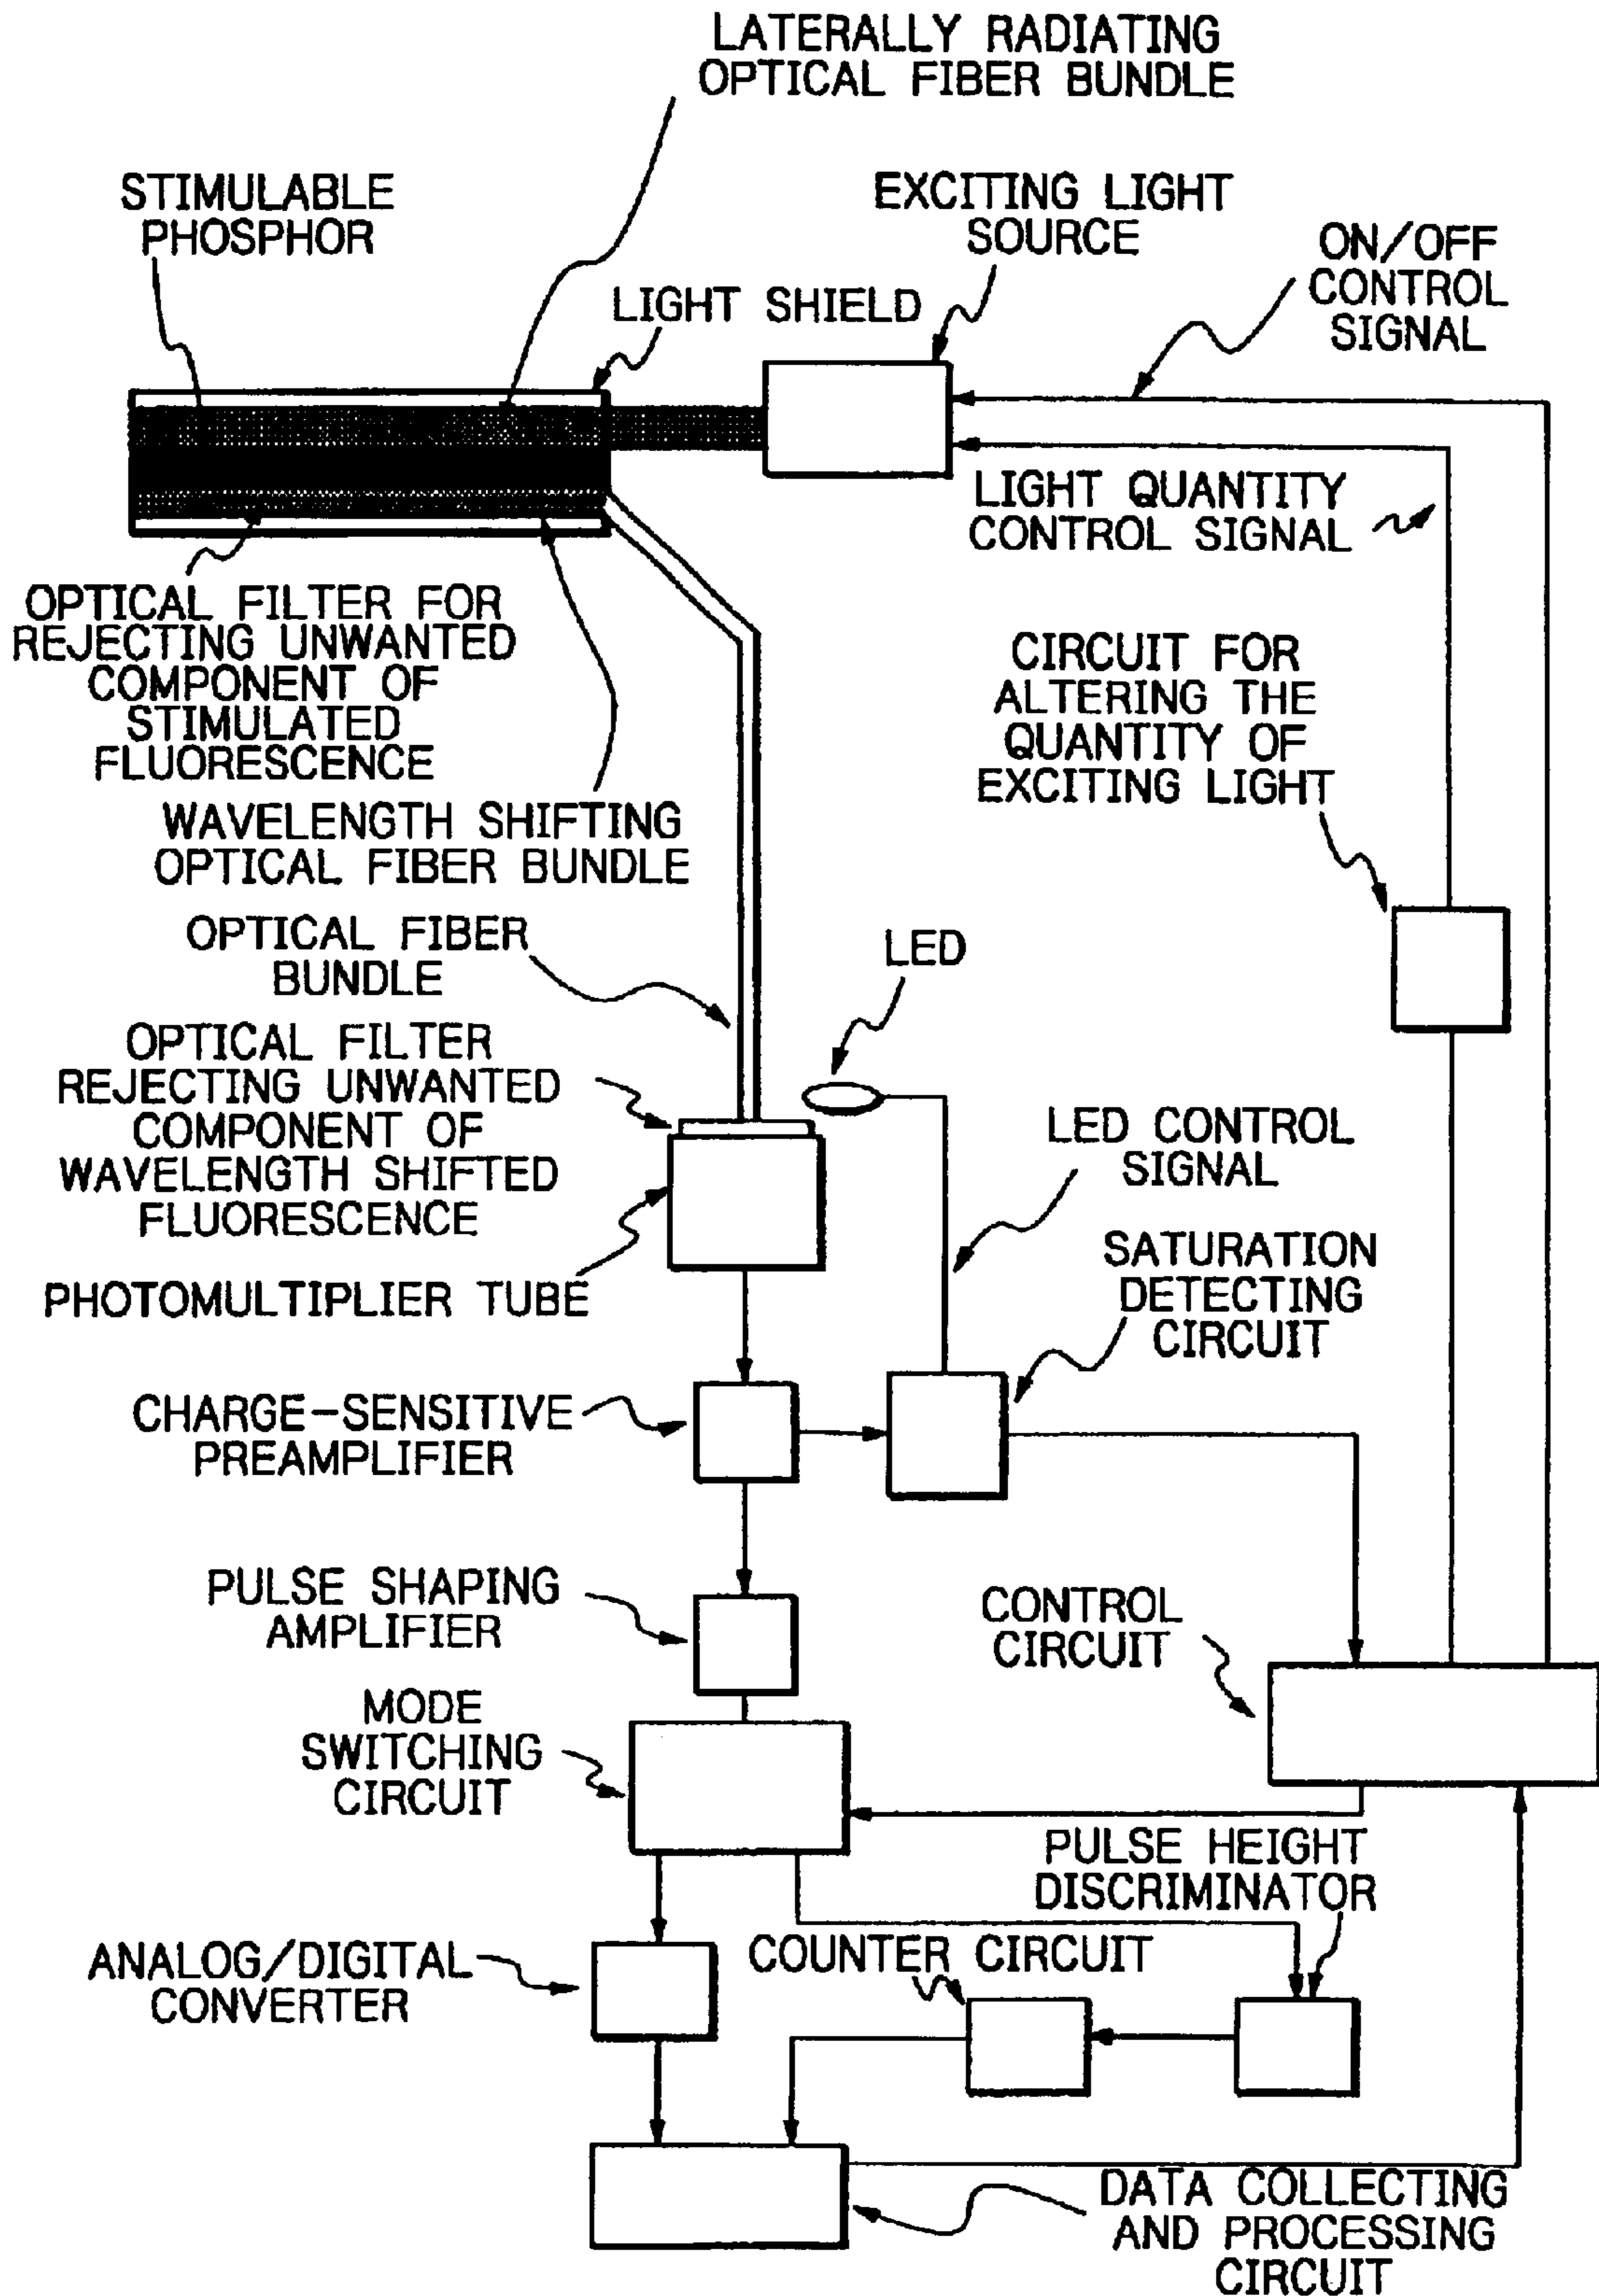 LATERALLY RADIATING
OPTICAL FIBER BUNDLE
STIMULABLE
PHOSPHOR
EXCITING LIGHT
SOURCE
ON/OFF
CONTROL
SIGNAL
LIGHT SHIELD
LIGHT QUANTITY
CONTROL SIGNAL
OPTICAL FILTER FOR
REJECTING UNWANTED
COMPONENT OF
STIMULATED
FLUORESCENCE
CIRCUIT FOR
ALTERING THE
QUANTITY OF
EXCITING LIGHT
WAVELENGTH SHIFTING
OPTICAL FIBER BUNDLE
OPTICAL FIBER
BUNDLE
LED
OPTICAL FILTER
REJECTING UNWANTED
COMPONENT OF
WAVELENGTH SHIFTED
FLUORESCENCE
LED CONTROL
SIGNAL
SATURATION
DETECTING
CIRCUIT
PHOTOMULTIPLIER TUBE
CHARGE-SENSITIVE
PREAMPLIFIER
PULSE SHAPING
AMPLIFIER
CONTROL
CIRCUIT
MODE
SWITCHING
CIRCUIT
PULSE HEIGHT
DISCRIMINATOR
ANALOG/DIGITAL
CONVERTER
COUNTER CIRCUIT
DATA COLLECTING
AND PROCESSING
CIRCUIT